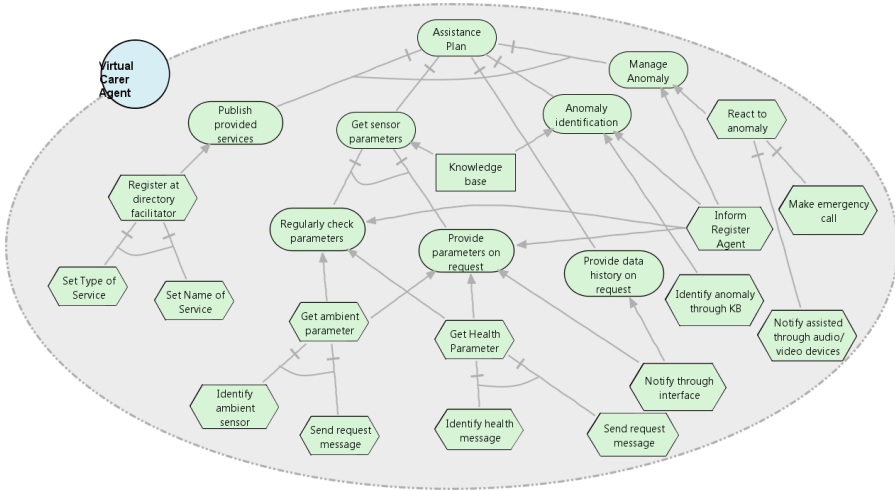 Assistance
Plan
Virtual
Carer
Agent
Manage
Anomaly
Publish
provided
services
Get sensor
parameters
Anomaly
identification
React to
anomaly
Knowledge
base
Register at
directory
facilitator
Make emergency
call
Regularly check
parameters
Provide
parameters on
request
Inform
Register
Agent
Provide data
history on
request
Set Type of
Service
Set Name of
Service
Identify anomaly
through KB
Get ambient
parameter
Get Health
Parameter
Notify assisted
through audio/
video devices
Notify through
interface
Identify
ambient
sensor
Send request
message
Identify health
message
Send request
message